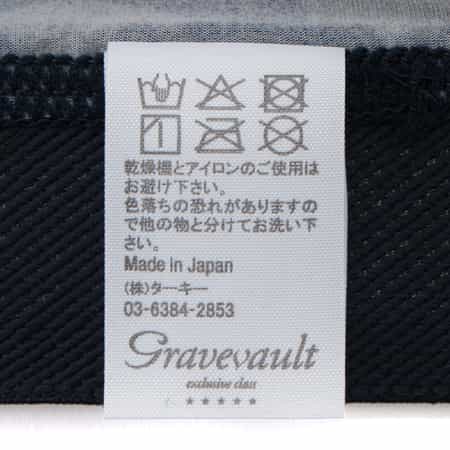 乾燥機とアイロンのご使用は
お避け下さい。
色落ちの恐れがありますの
で他の物と分けてお洗い下
さい。
Made in Japan
(株)ターキー
03-6384-2853
Gravevault
exclusive class
★★★★★